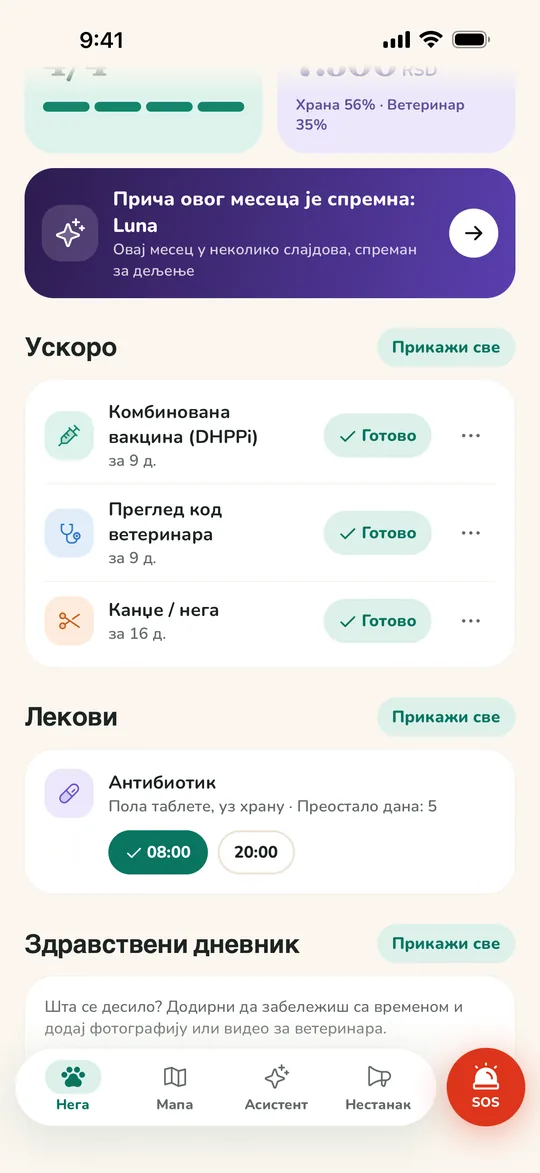 9:41
4/4
RSD
Храна 56% · Ветеринар
35%
Прича овог месеца је спремна:
Luna
Овај месец у неколико слајдова, спреман
за дељење
Ускоро
Прикажи све
Комбинована
вакцина (DHPPi)
за 9 д.
Готово
Преглед код
ветеринара
за 9 д.
Готово
Канџе / нега
за 16 д.
Готово
Лекови
Прикажи све
Антибиотик
Пола таблете, уз храну · Преостало дана: 5
08:00
20:00
Здравствени дневник
Прикажи све
Шта се десило? Додирни да забележиш са временом и
додај фотографију или видео за ветеринара.
Нега
Мапа
Асистент
Нестанак
SOS